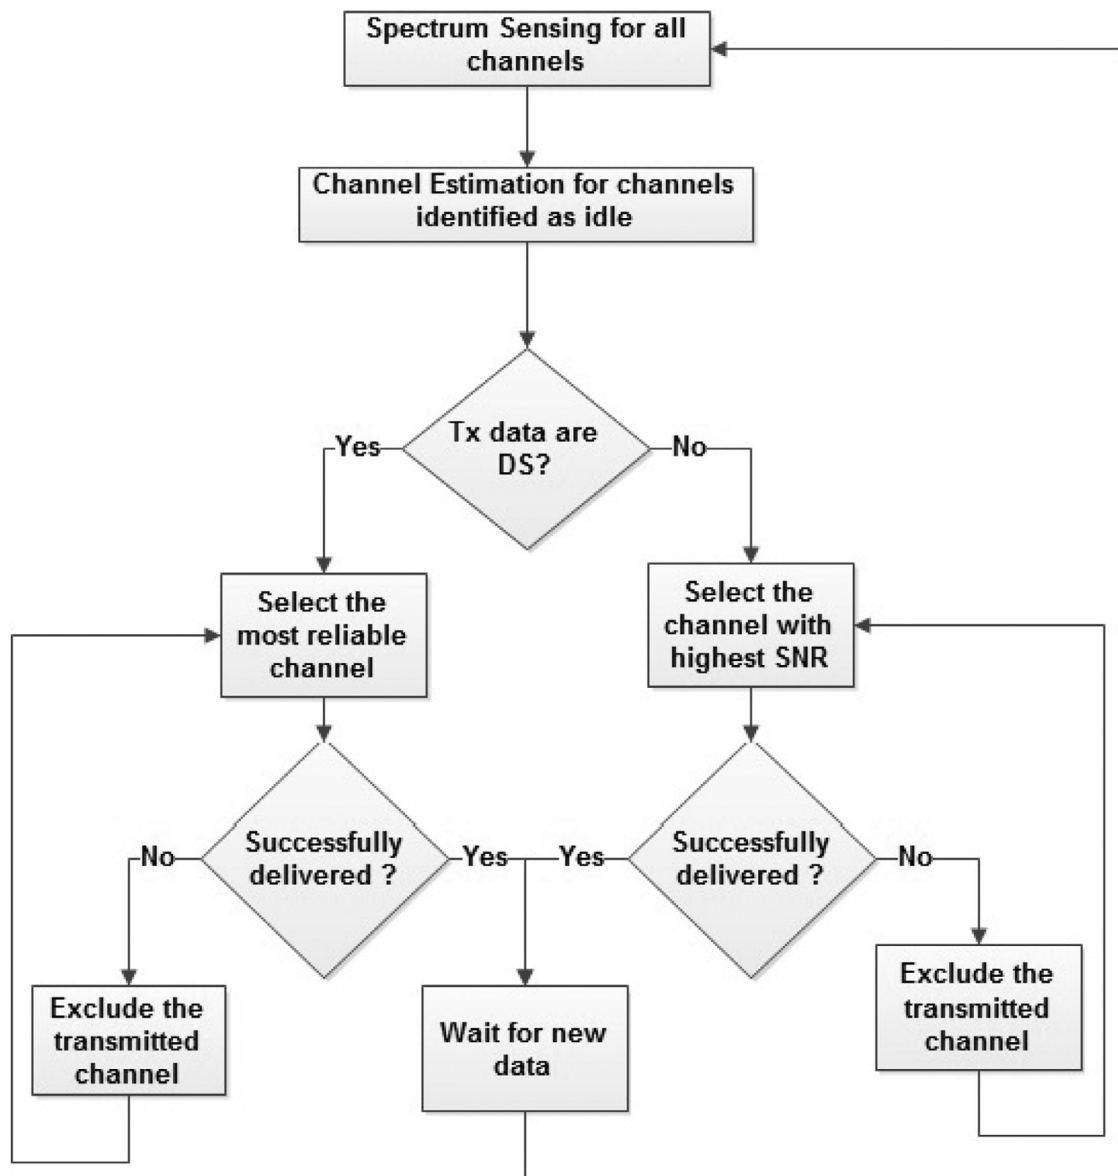 Spectrum Sensing for all
channels
Channel Estimation for channels
identified as idle
Tx data are
DS?
Yes
No
Select the
most reliable
channel
Select the
channel with
highest SNR
Successfully
delivered ?
Successfully
delivered ?
No
Yes
Yes
No
Exclude the
transmitted
channel
Wait for new
data
Exclude the
transmitted
channel